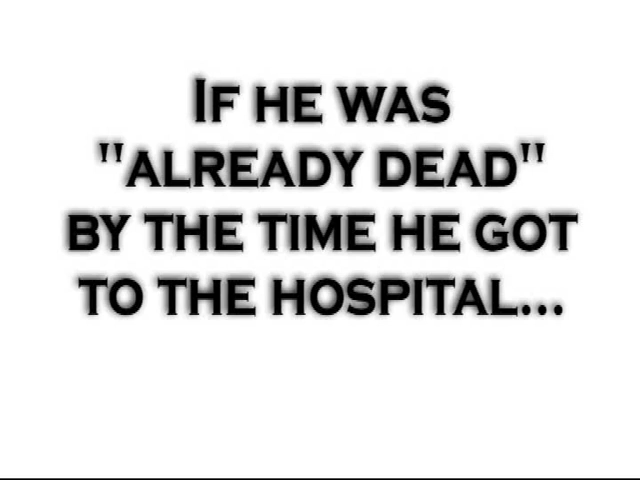 IF HE WAS
"ALREADY DEAD"
BY THE TIME HE GOT
TO THE HOSPITAL...